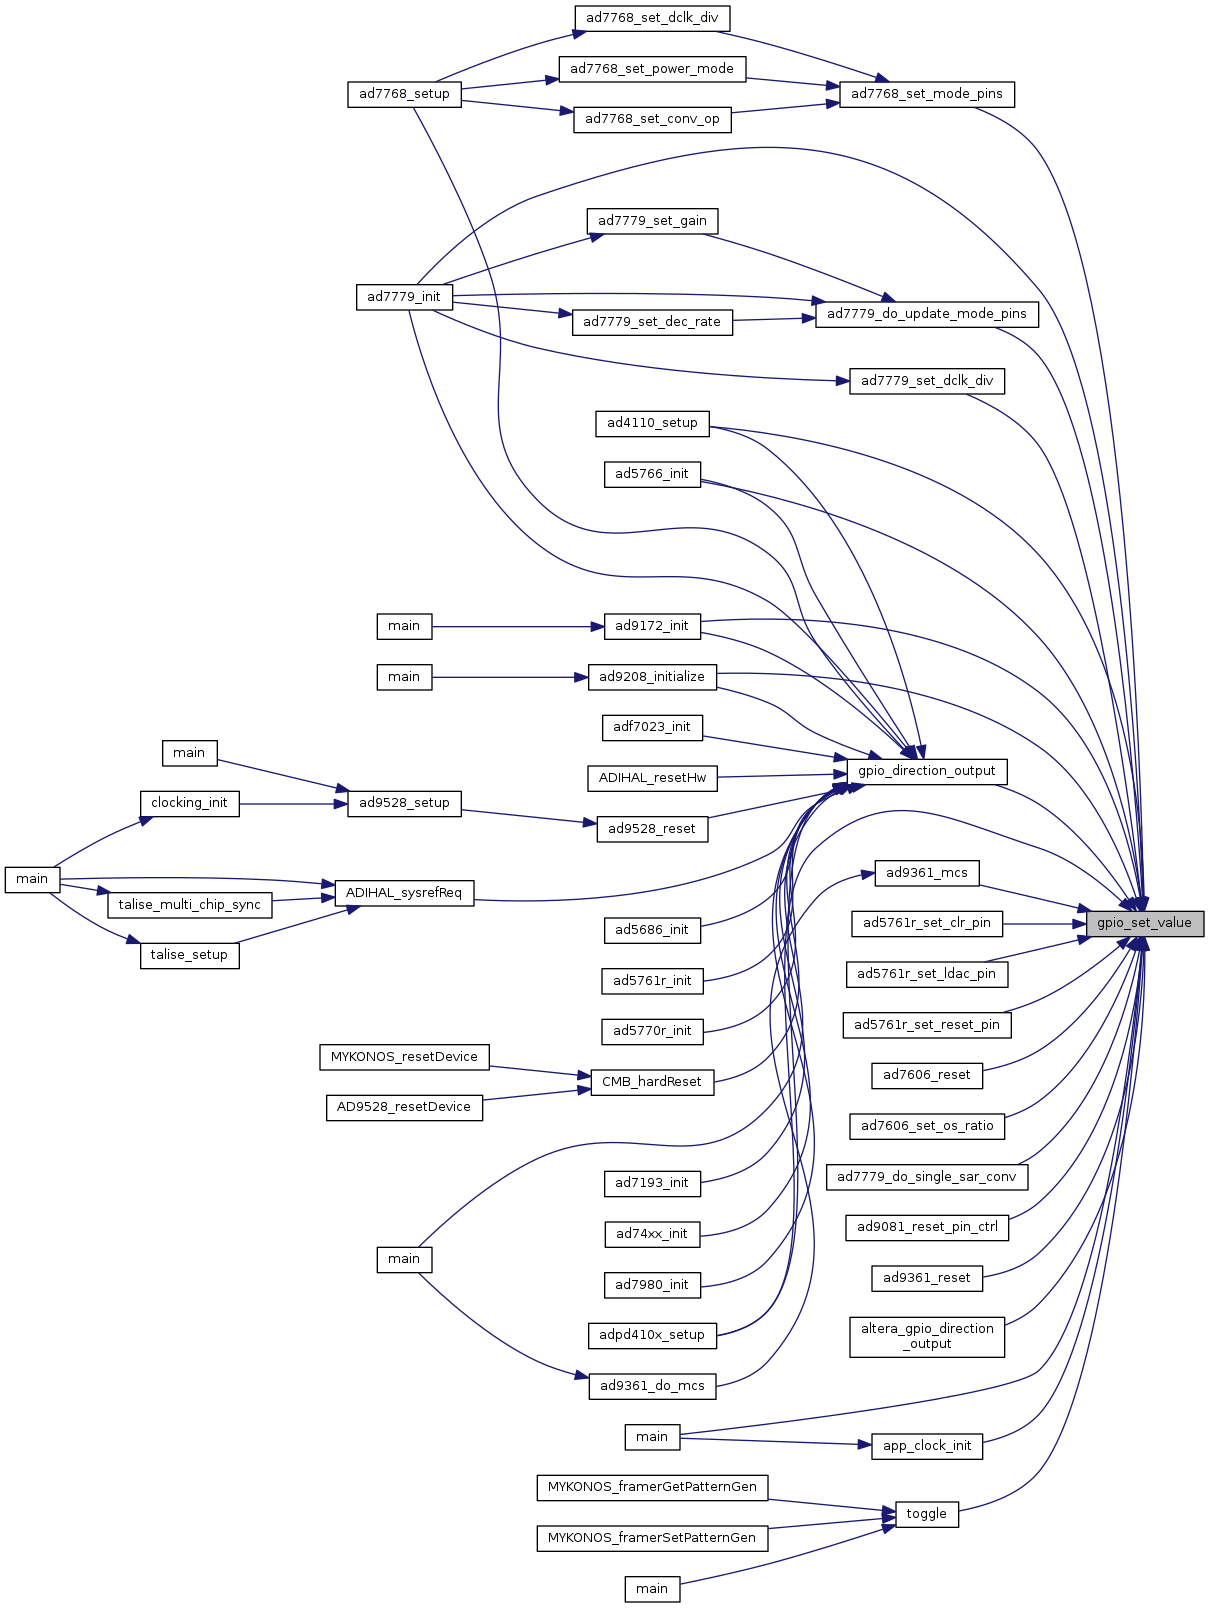 ad7768_set_dclk_div
ad7768_set_power_mode
ad7768_setup
ad7768_set_mode_pins
ad7768_set_conv_op
ad7779_set_gain
ad7779_init
ad7779_do_update_mode_pins
ad7779_set_dec_rate
ad7779_set_dclk_div
ad4110_setup
ad5766_init
main
ad9172_init
main
ad9208_initialize
adf7023_init
main
gpio_direction_output
ADIHAL_resetHw
clocking_init
ad9528_setup
ad9528_reset
ad9361_mcs
main
ADIHAL_sysrefReq
talise_multi_chip_sync
ad5686_init
ad5761r_set_clr_pin
gpio_set_value
talise_setup
ad5761r_init
ad5761r_set_ldac_pin
ad5770r_init
ad5761r_set_reset_pin
MYKONOS_resetDevice
CMB_hardReset
ad7606_reset
AD9528_resetDevice
ad7606_set_os_ratio
ad7193_init
ad7779_do_single_sar_conv
ad74xx_init
ad9081_reset_pin_ctrl
main
ad7980_init
ad9361_reset
adpd410x_setup
altera_gpio_direction
_output
ad9361_do_mcs
main
app_clock_init
MYKONOS_framerGetPatternGen
toggle
MYKONOS_framerSetPatternGen
main